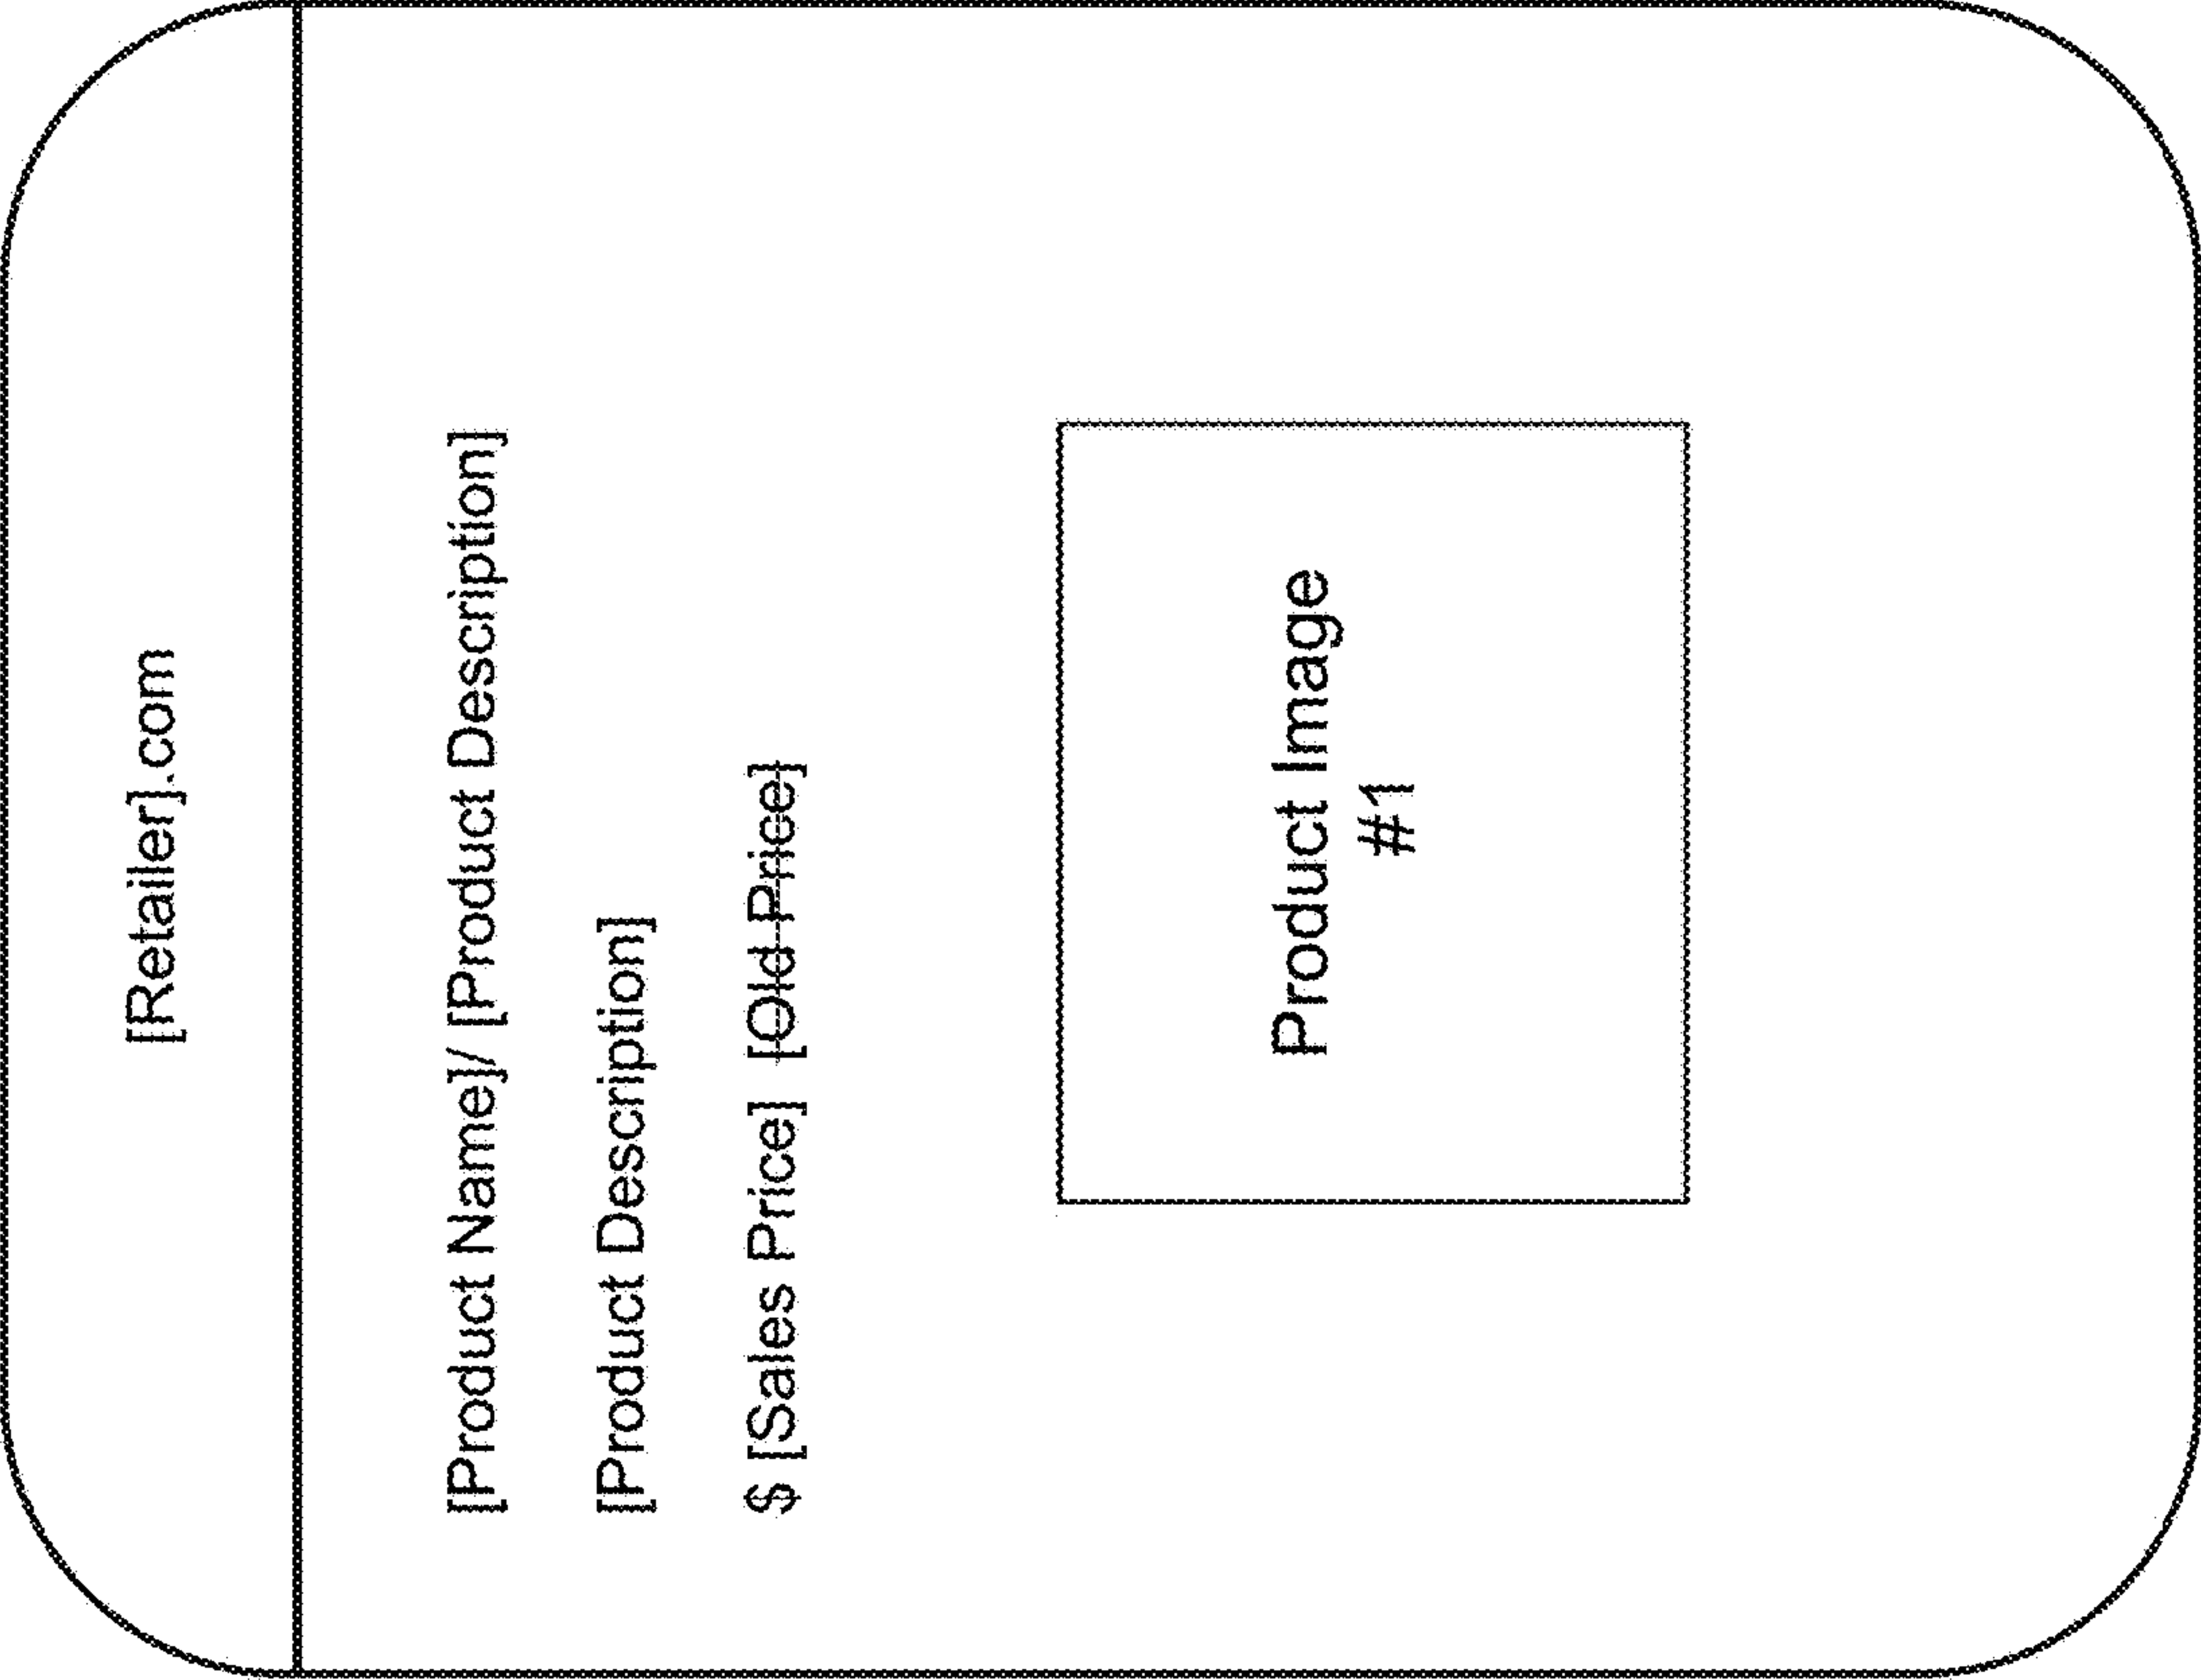 [Retailer].com
[Product Name]/ [Product Description]
[Product Description]
$ [Sales Price] [Old Price]
Product Image
#1